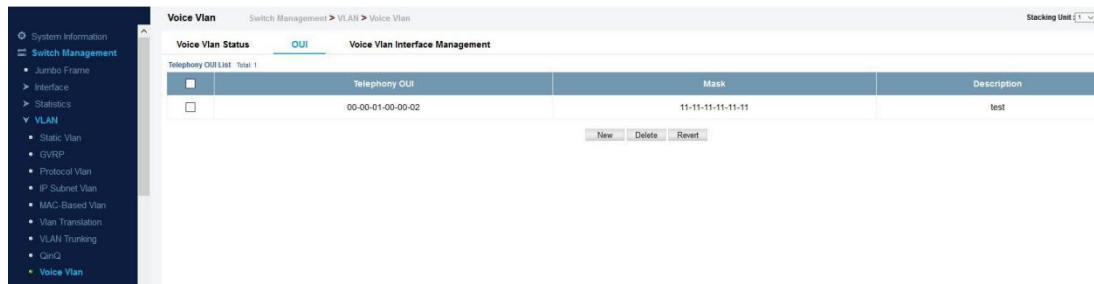 Voice Vlan Switch Management > VLAN > Voice Vlan Stacking Unit : 1
System Information
Switch Management
Jumbo Frame
Interface
Statistics
VLAN
Static Vlan
GVRP
Protocol Vlan
IP Subnet Vlan
MAC-Based Vlan
Vlan Translation
VLAN Trunking
QinQ
Voice Vlan
Voice Vlan Status OUI Voice Vlan Interface Management
Telephony OUI List Total: 1
Telephony OUI Mask Description
00-00-01-00-00-02 11-11-11-11-11-11 test
New Delete Revert